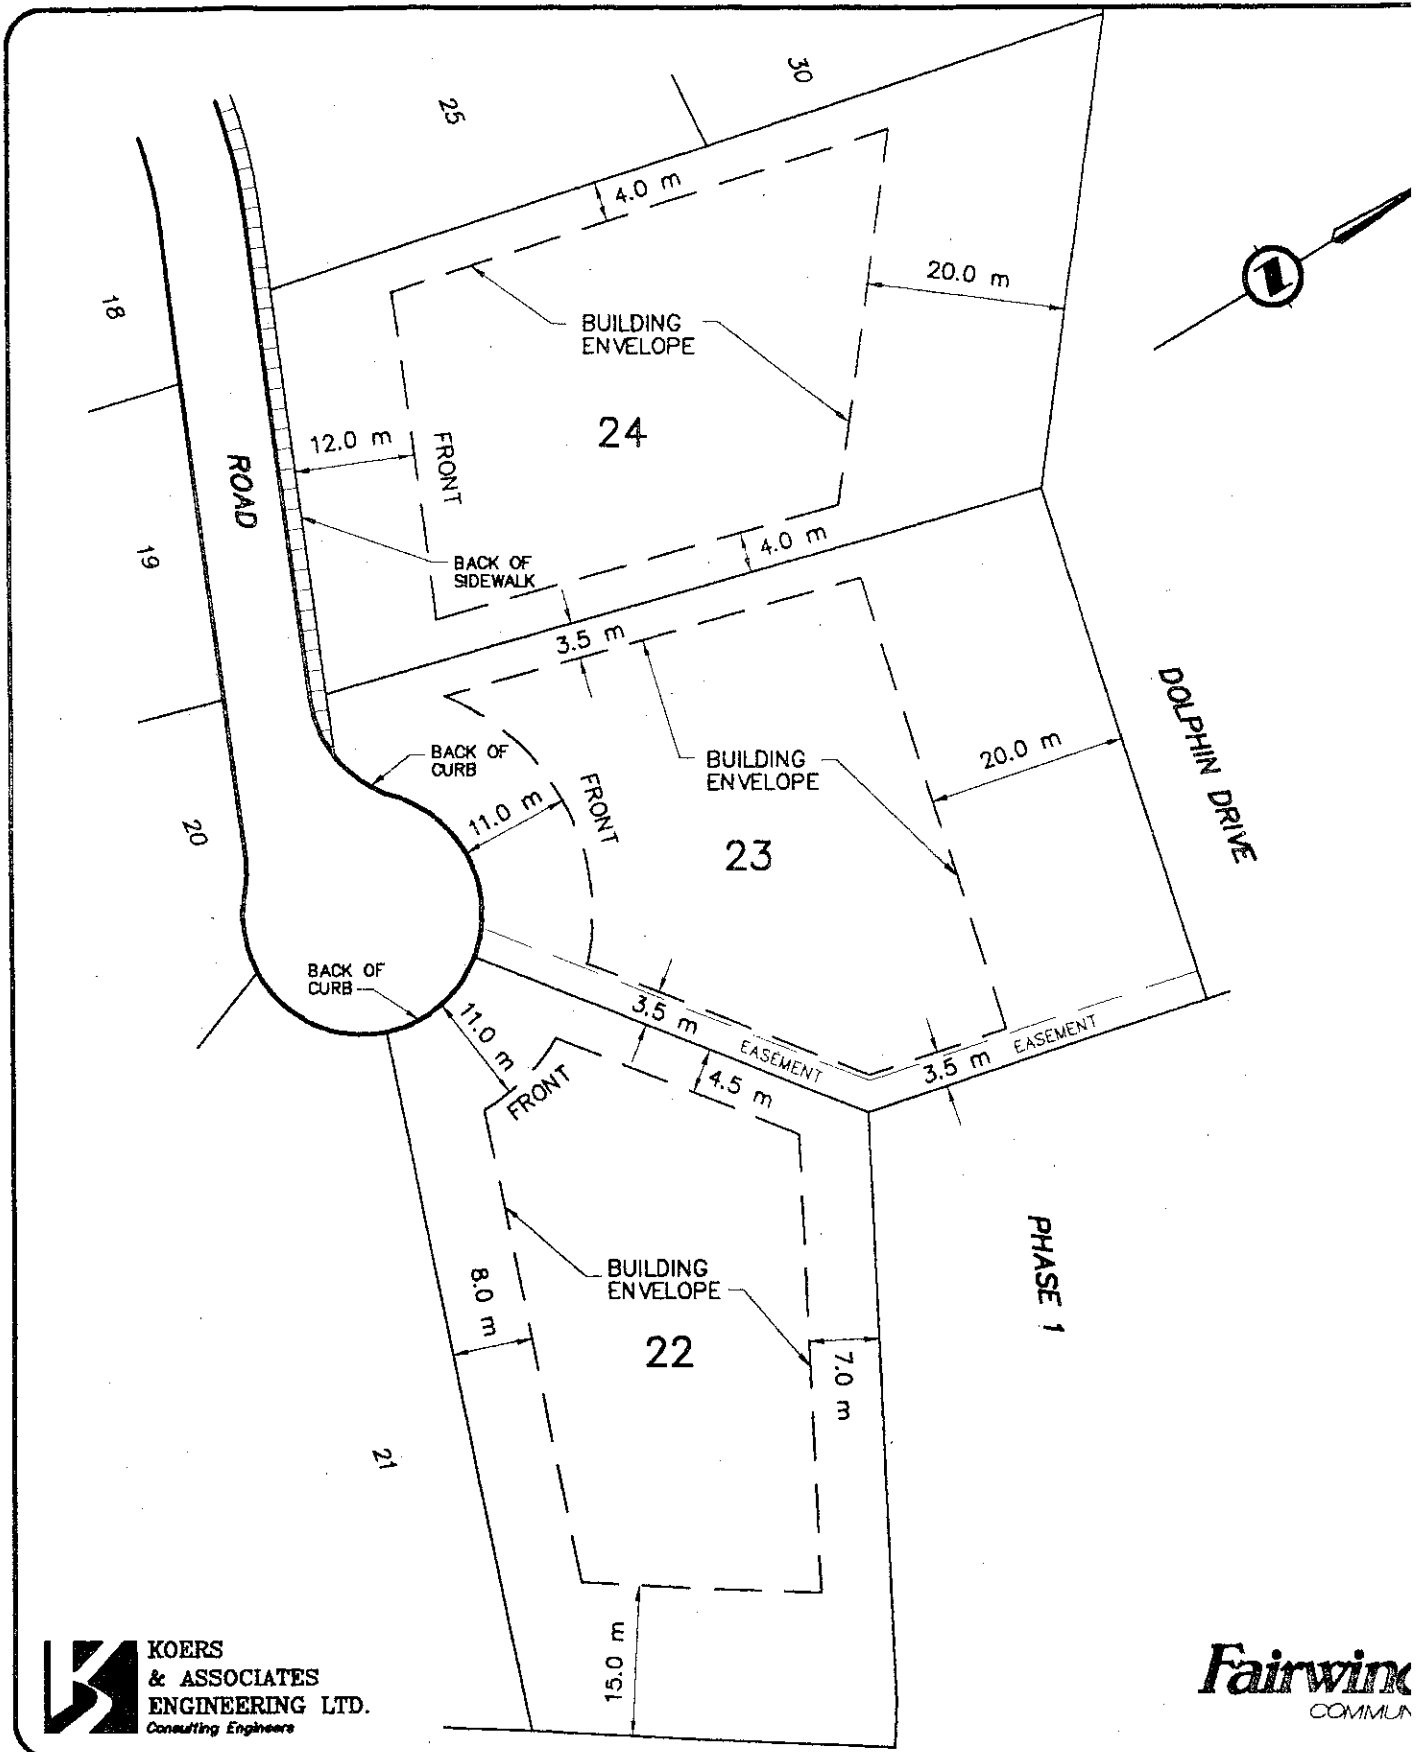 30
25
4.0 m
20.0 m
18
BUILDING
ENVELOPE
24
12.0 m
FRONT
ROAD
19
BACK OF
SIDEWALK
4.0 m
3.5 m
DOLPHIN DRIVE
BACK OF
CURB
BUILDING
ENVELOPE
20.0 m
11.0 m
FRONT
20
23
BACK OF
CURB
11.0 m
3.5 m
EASEMENT
3.5 m
EASEMENT
4.5 m
FRONT
PHASE 1
8.0 m
BUILDING
ENVELOPE
22
7.0 m
21
15.0 m
KOERS
& ASSOCIATES
ENGINEERING LTD.
Consulting Engineers
Fairwin
COMMUN